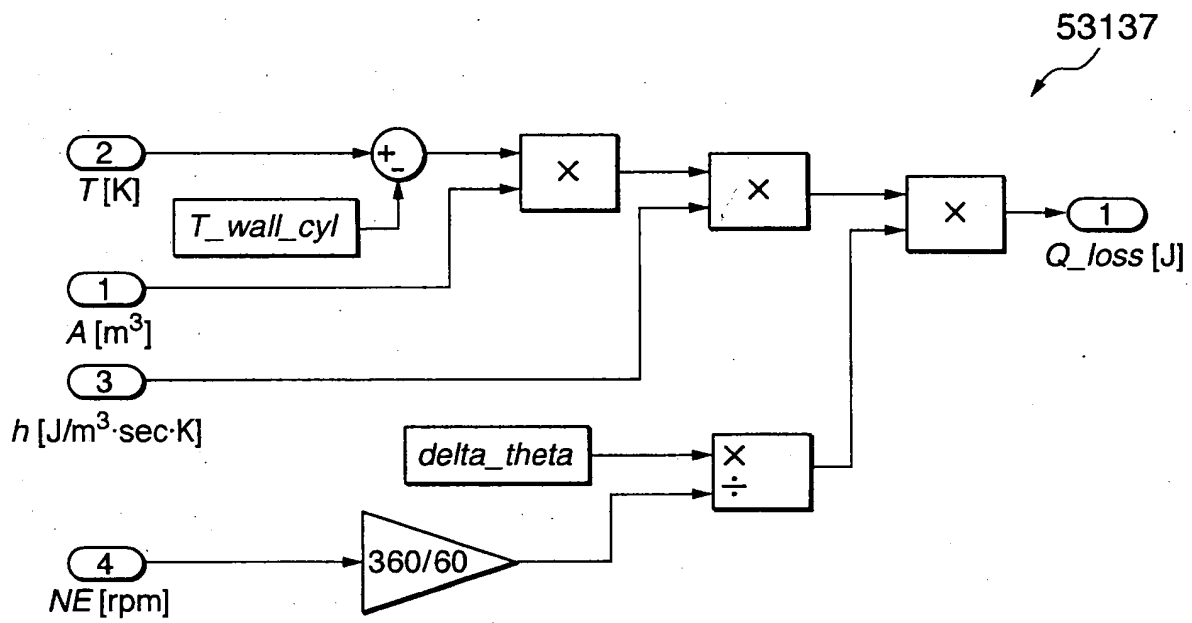 53137
2
T [K]
+
−
×
×
×
1
Q_loss [J]
T_wall_cyl
1
A [m³]
3
h [J/m³·sec·K]
delta_theta
×
÷
4
NE [rpm]
360/60